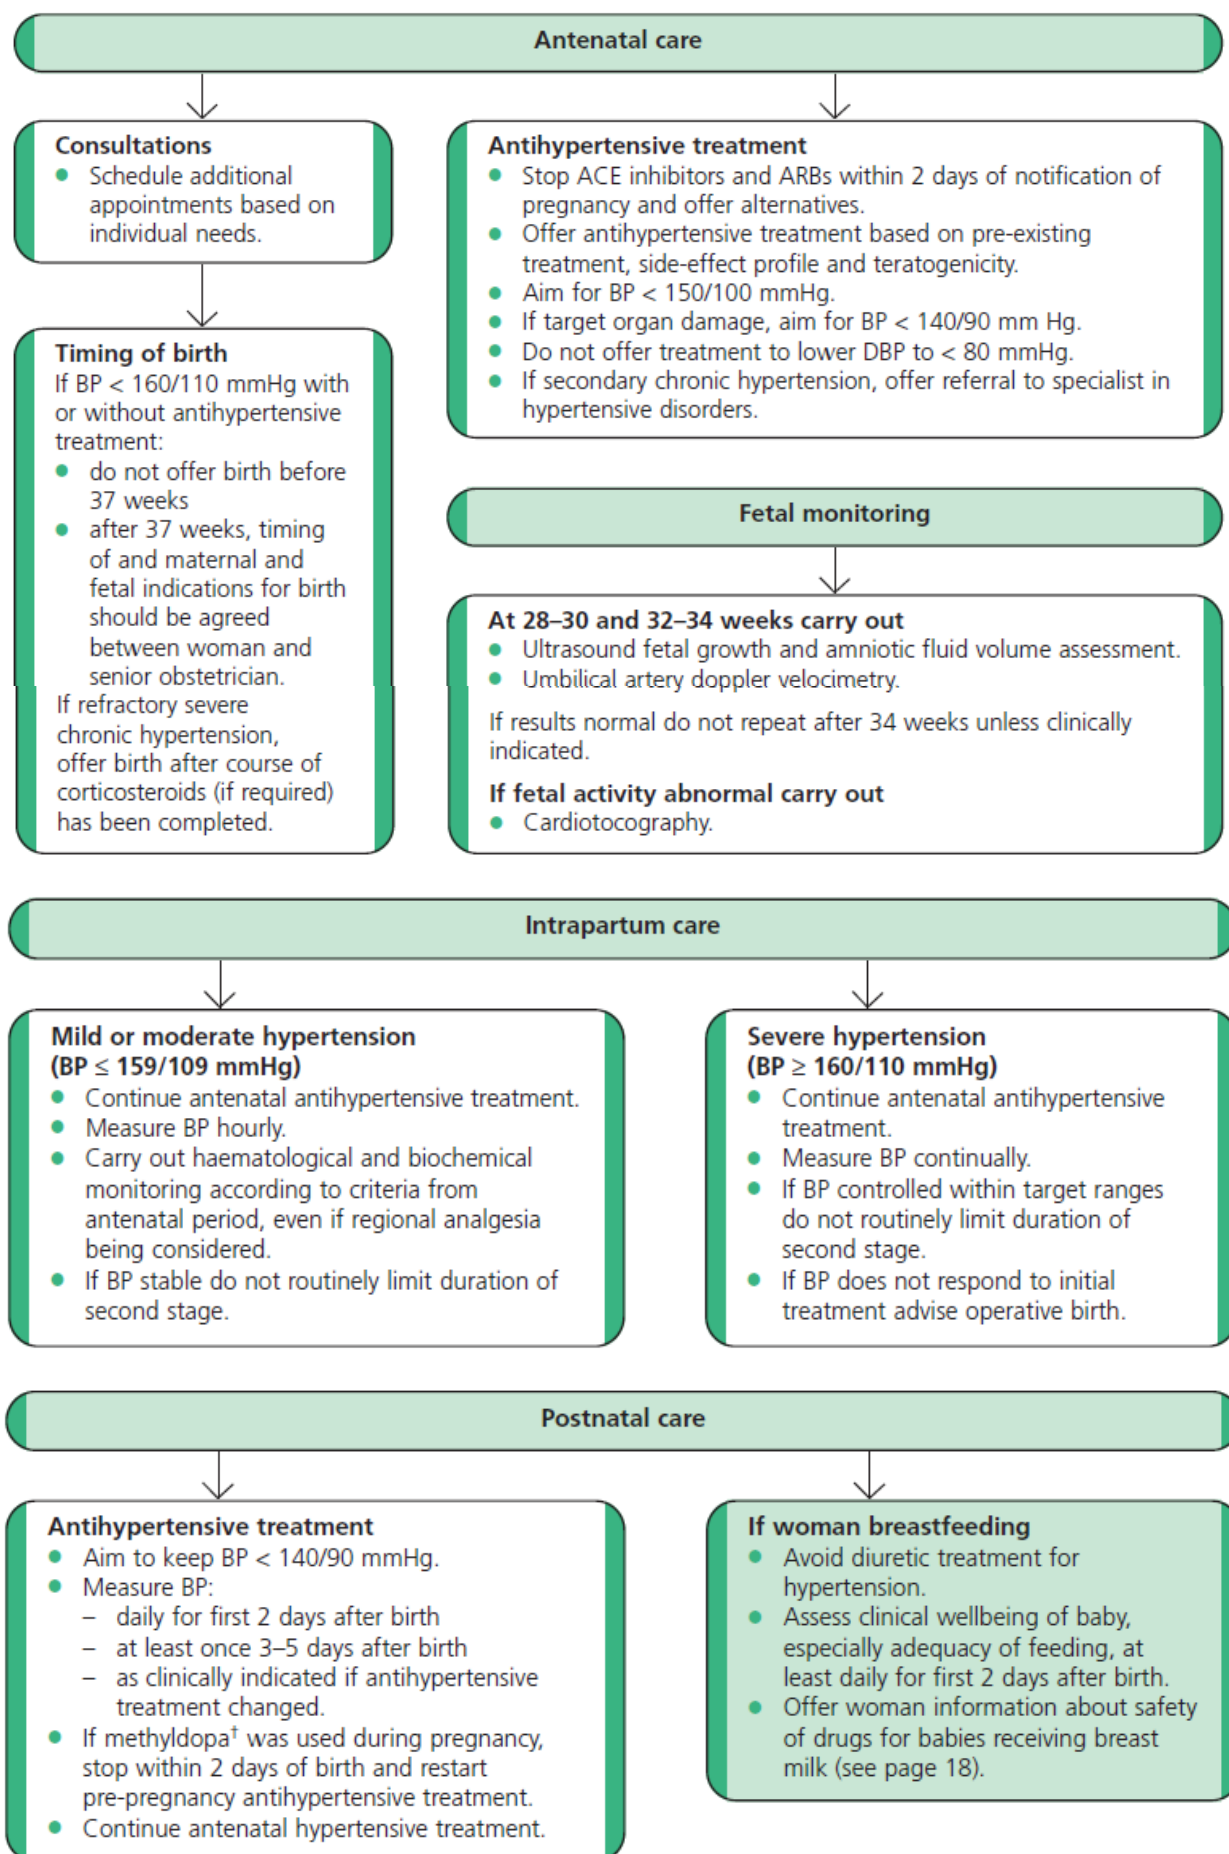 Antenatal care
Consultations
● Schedule additional
appointments based on
individual needs.
Timing of birth
If BP < 160/110 mmHg with
or without antihypertensive
treatment:
● do not offer birth before
37 weeks
● after 37 weeks, timing
of and maternal and
fetal indications for birth
should be agreed
between woman and
senior obstetrician.
If refractory severe
chronic hypertension,
offer birth after course of
corticosteroids (if required)
has been completed.
Antihypertensive treatment
● Stop ACE inhibitors and ARBs within 2 days of notification of
pregnancy and offer alternatives.
● Offer antihypertensive treatment based on pre-existing
treatment, side-effect profile and teratogenicity.
● Aim for BP < 150/100 mmHg.
● If target organ damage, aim for BP < 140/90 mm Hg.
● Do not offer treatment to lower DBP to < 80 mmHg.
● If secondary chronic hypertension, offer referral to specialist in
hypertensive disorders.
Fetal monitoring
At 28–30 and 32–34 weeks carry out
● Ultrasound fetal growth and amniotic fluid volume assessment.
● Umbilical artery doppler velocimetry.
If results normal do not repeat after 34 weeks unless clinically
indicated.
If fetal activity abnormal carry out
● Cardiotocography.
Intrapartum care
Mild or moderate hypertension
(BP ≤ 159/109 mmHg)
● Continue antenatal antihypertensive treatment.
● Measure BP hourly.
● Carry out haematological and biochemical
monitoring according to criteria from
antenatal period, even if regional analgesia
being considered.
● If BP stable do not routinely limit duration of
second stage.
Severe hypertension
(BP ≥ 160/110 mmHg)
● Continue antenatal antihypertensive
treatment.
● Measure BP continually.
● If BP controlled within target ranges
do not routinely limit duration of
second stage.
● If BP does not respond to initial
treatment advise operative birth.
Postnatal care
Antihypertensive treatment
● Aim to keep BP < 140/90 mmHg.
● Measure BP:
– daily for first 2 days after birth
– at least once 3–5 days after birth
– as clinically indicated if antihypertensive
treatment changed.
● If methyldopa† was used during pregnancy,
stop within 2 days of birth and restart
pre-pregnancy antihypertensive treatment.
● Continue antenatal hypertensive treatment.
If woman breastfeeding
● Avoid diuretic treatment for
hypertension.
● Assess clinical wellbeing of baby,
especially adequacy of feeding, at
least daily for first 2 days after birth.
● Offer woman information about safety
of drugs for babies receiving breast
milk (see page 18).